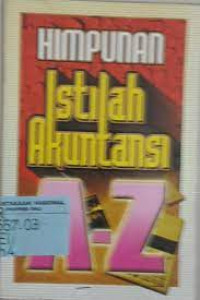 HIMPUNAN
Istilah
Akuntansi
A-Z